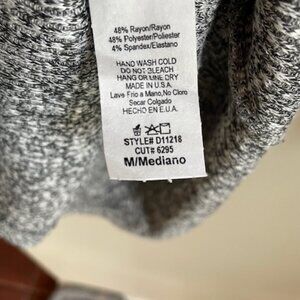 48% Rayon/Rayon
48% Polyester/Poliester
4% Spandex/Elastano
HAND WASH COLD
DO NOT BLEACH
HANG OR LINE DRY
MADE IN U.S.A.
Lave Frio a Mano,No Cloro
Secar Colgado
HECHO EN E.U.A.
STYLE# D11218
CUT# 6295
M/Mediano